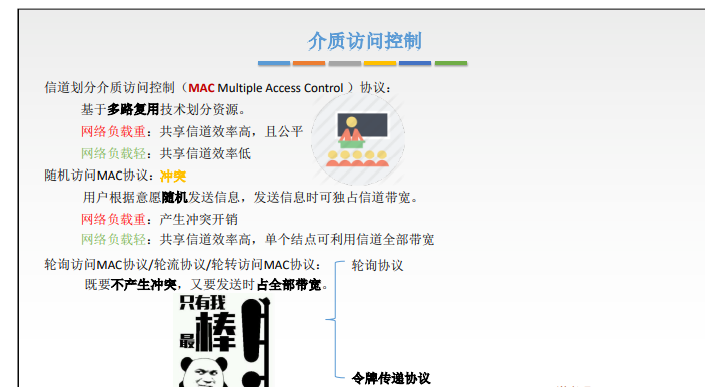 介质访问控制
信道划分介质访问控制（MAC Multiple Access Control ）协议：
基于多路复用技术划分资源。
网络负载重：共享信道效率高，且公平
网络负载轻：共享信道效率低
随机访问MAC协议：冲突
用户根据意愿随机发送信息，发送信息时可独占信道带宽。
网络负载重：产生冲突开销
网络负载轻：共享信道效率高，单个结点可利用信道全部带宽
轮询访问MAC协议/轮流协议/轮转访问MAC协议：
轮询协议
既要不产生冲突，又要发送时占全部带宽。
只有我
最棒
令牌传递协议